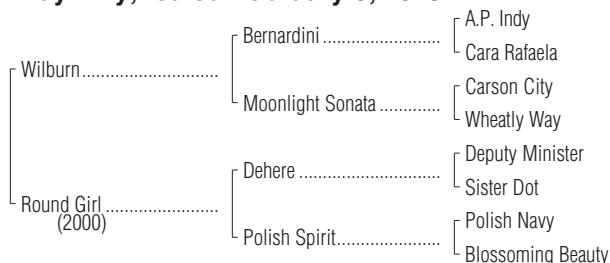 A.P. Indy
Bernardini
Cara Rafaela
Wilburn
Carson City
Moonlight Sonata
Wheatly Way
Deputy Minister
Dehere
Sister Dot
Round Girl
(2000)
Polish Navy
Polish Spirit
Blossoming Beauty